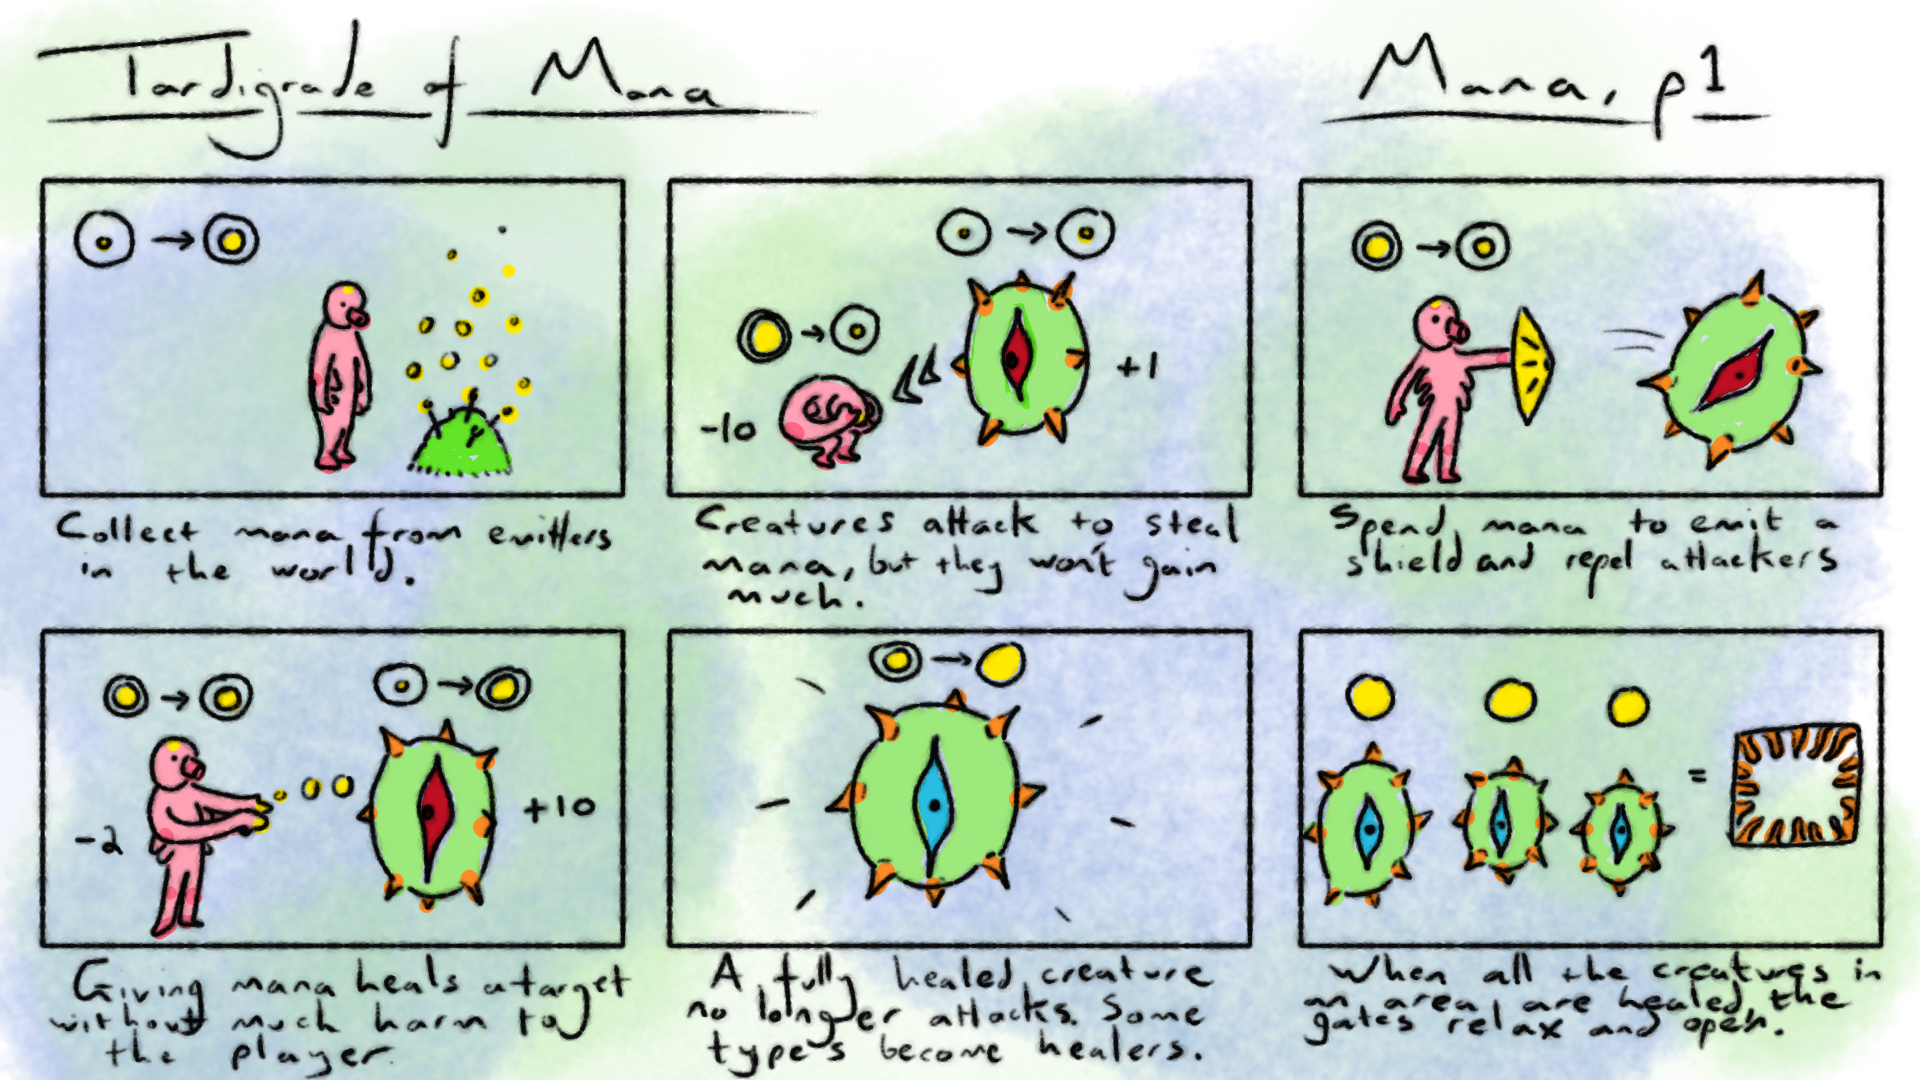 Tardigrade of Mana
Mana, p1
Collect mana from emitters
in the world.
-10
+1
Creatures attack to steal
mana, but they won't gain
much.
Spend mana to emit a
shield and repel attackers
-2
+10
Giving mana heals a target
without much harm to
the player.
A fully healed creature
no longer attacks. Some
types become healers.
=
When all the creatures in
an area are healed, the
gates relax and open.